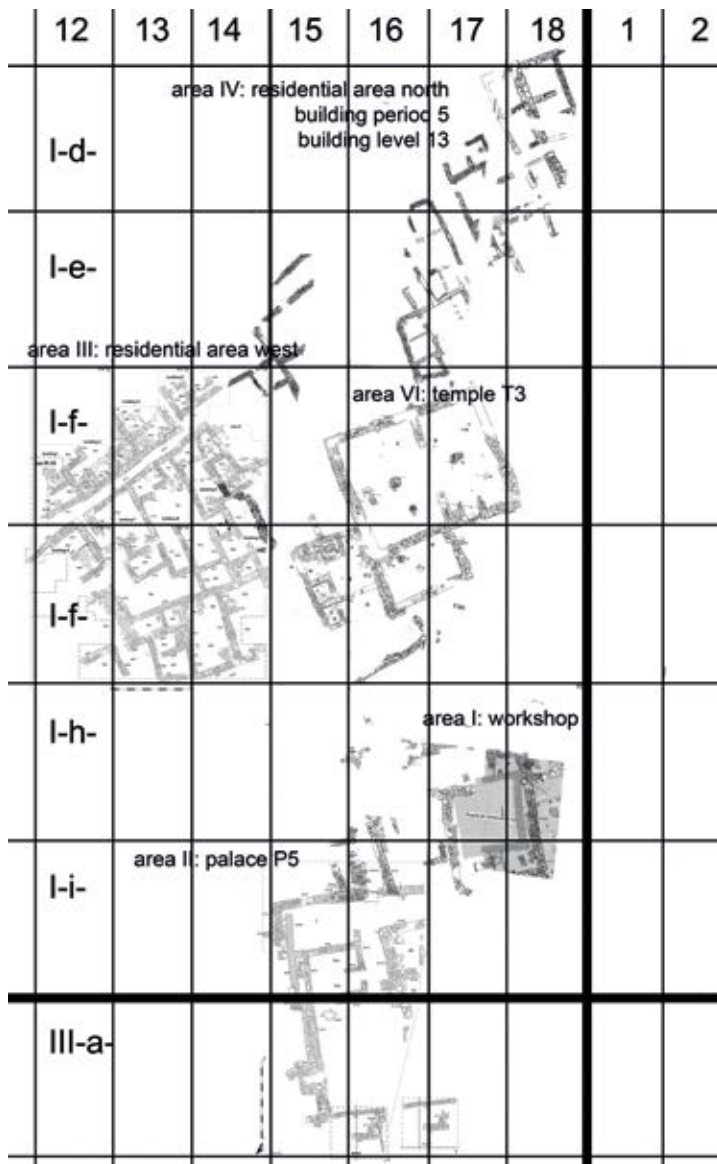 12 13 14 15 16 17 18 1 2
area IV: residential area north
building period 5
building level 13
I-d-
I-e-
area III: residential area west
area VI: temple T3
I-f-
I-f-
area I: workshop
I-h-
area II: palace P5
I-i-
III-a-